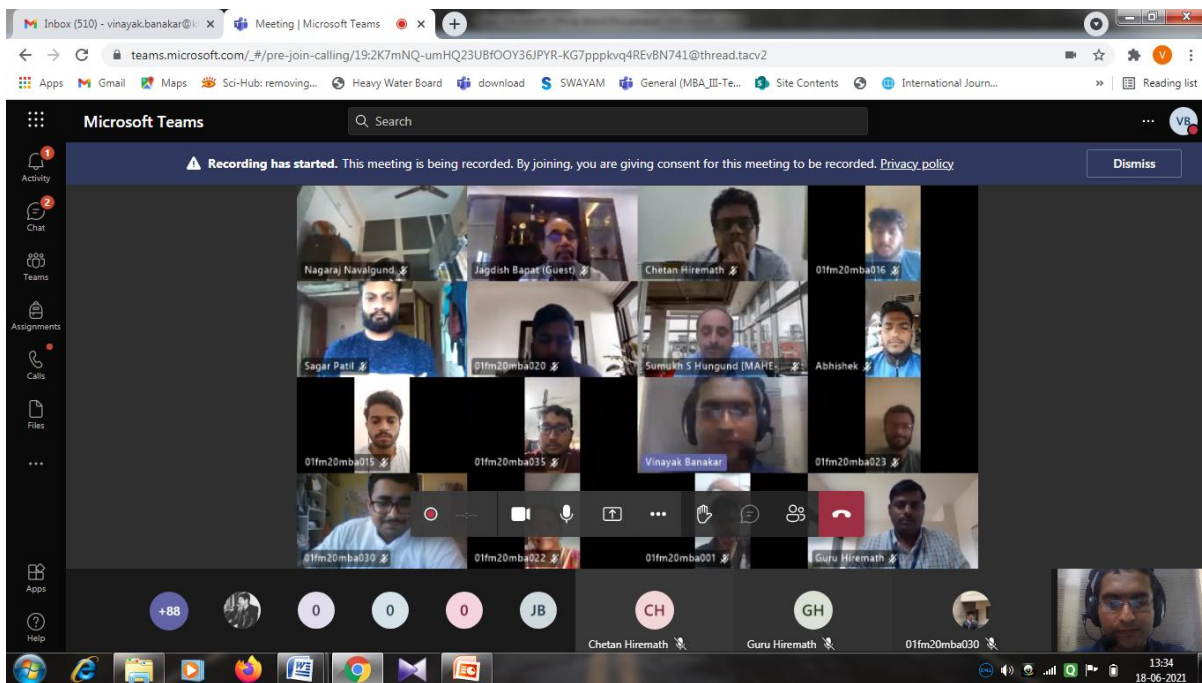 Inbox (510) - vinayak.banakar@k
Meeting | Microsoft Teams
teams.microsoft.com/_#/pre-join-calling/19:2K7mNQ-umHQ23UBfOOY36JPYR-KG7pppkvq4REvBN741@thread.tacv2
V
Apps Gmail Maps Sci-Hub: removing... Heavy Water Board download SWAYAM General (MBA_III-Te... Site Contents International Journ... » Reading list
Microsoft Teams
Search
VB
Recording has started. This meeting is being recorded. By joining, you are giving consent for this meeting to be recorded. Privacy policy
Dismiss
1
Activity
2
Chat
Teams
Assignments
Calls
Files
Apps
Help
Nagaraj Navalgund
Jagdish Bapat (Guest)
Chetan Hiremath
01fm20mba016
Sagar Patil
01fm20mba020
Sumukh S Hungund [MAHE-...
Abhishek
01fm20mba015
01fm20mba035
Vinayak Banakar
01fm20mba023
01fm20mba030
01fm20mba022
01fm20mba001
Guru Hiremath
--:--
+88
0
0
0
JB
CH
GH
Chetan Hiremath
Guru Hiremath
01fm20mba030
13:34
18-06-2021